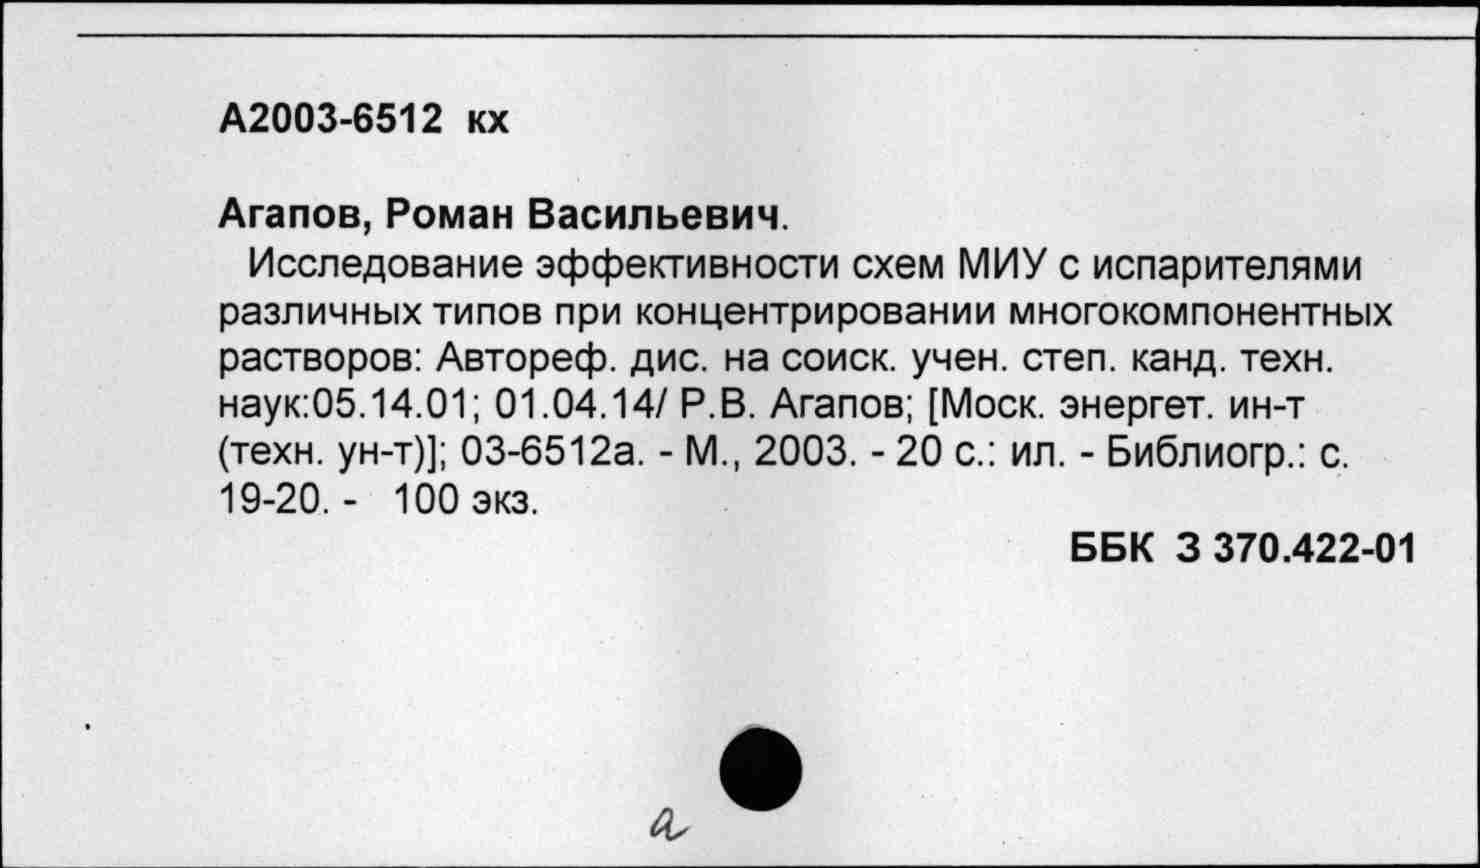 А2003-6512 кх
Агапов, Роман Васильевич.
Исследование эффективности схем МИУ с испарителями
различных типов при концентрировании многокомпонентных
растворов: Автореф. дис. на соиск. учен. степ. канд. техн.
наук:05.14.01; 01.04.14/ Р.В. Агапов; [Моск. энергет. ин-т
(техн. ун-т)]; 03-6512а. - М., 2003. - 20 с.: ил. - Библиогр.: с.
19-20. - 100 экз.
ББК З 370.422-01
а